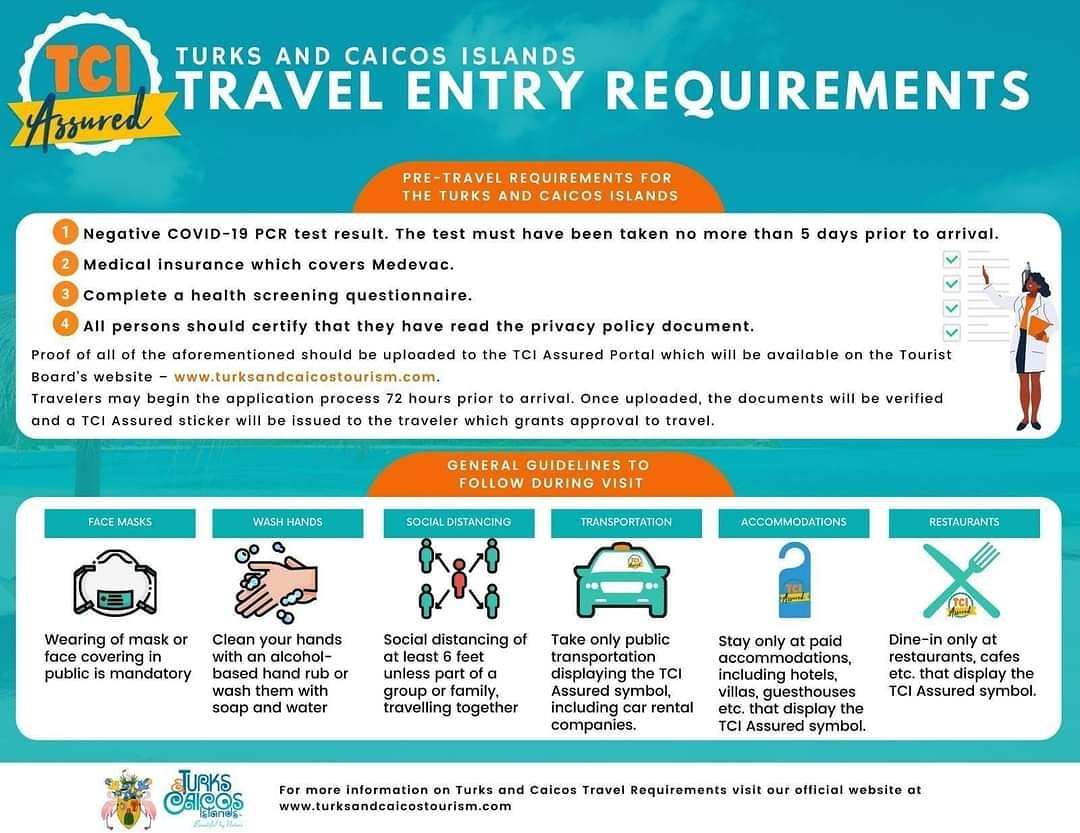 TCI
Assured
TURKS AND CAICOS ISLANDS
TRAVEL ENTRY REQUIREMENTS
PRE-TRAVEL REQUIREMENTS FOR
THE TURKS AND CAICOS ISLANDS
1 Negative COVID-19 PCR test result. The test must have been taken no more than 5 days prior to arrival.
2 Medical insurance which covers Medevac.
3 Complete a health screening questionnaire.
4 All persons should certify that they have read the privacy policy document.
Proof of all of the aforementioned should be uploaded to the TCI Assured Portal which will be available on the Tourist
Board's website – www.turksandcaicostourism.com.
Travelers may begin the application process 72 hours prior to arrival. Once uploaded, the documents will be verified
and a TCI Assured sticker will be issued to the traveler which grants approval to travel.
GENERAL GUIDELINES TO
FOLLOW DURING VISIT
FACE MASKS
Wearing of mask or
face covering in
public is mandatory
WASH HANDS
Clean your hands
with an alcohol-
based hand rub or
wash them with
soap and water
SOCIAL DISTANCING
Social distancing of
at least 6 feet
unless part of a
group or family,
travelling together
TRANSPORTATION
TCI
Assured
Take only public
transportation
displaying the TCI
Assured symbol,
including car rental
companies.
ACCOMMODATIONS
TCI
Assured
Stay only at paid
accommodations,
including hotels,
villas, guesthouses
etc. that display the
TCI Assured symbol.
RESTAURANTS
TCI
Assured
Dine-in only at
restaurants, cafes
etc. that display the
TCI Assured symbol.
TURKS
& CAICOS
Islands
Beautiful by Nature
For more information on Turks and Caicos Travel Requirements visit our official website at
www.turksandcaicostourism.com